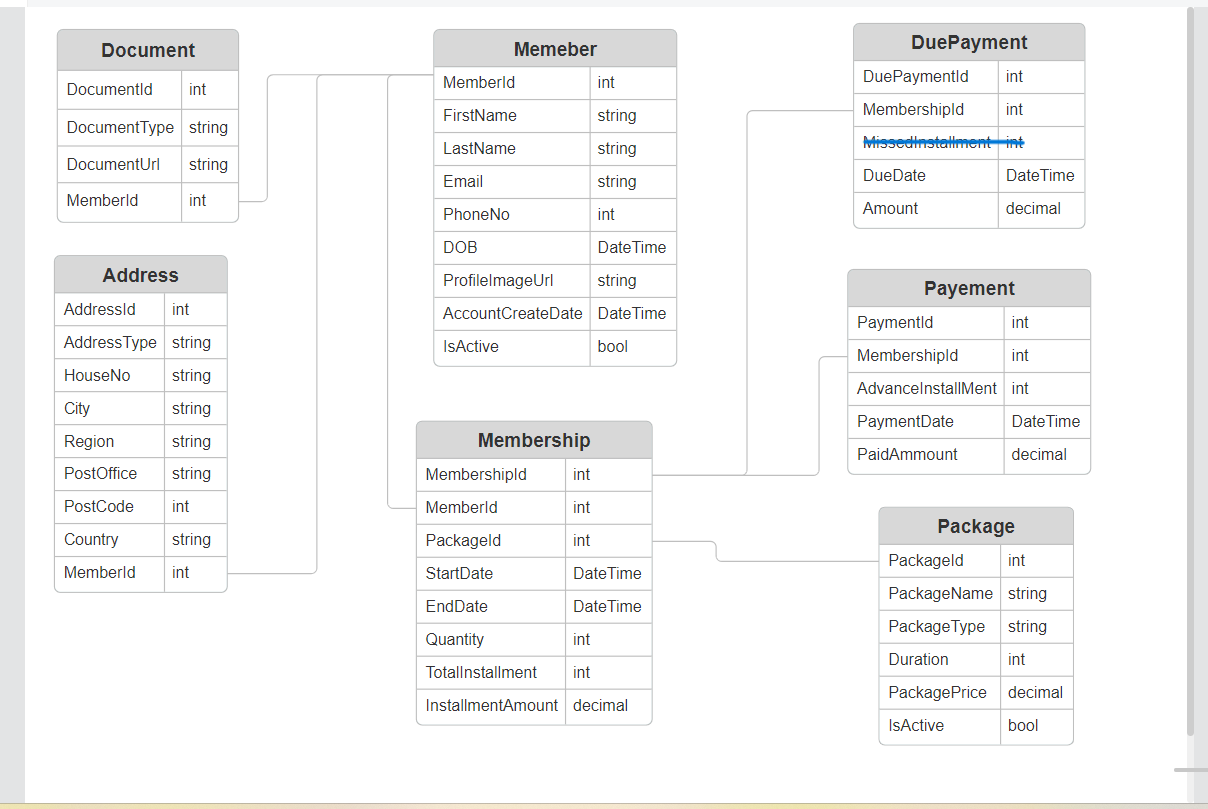 Document
DocumentId int
DocumentType string
DocumentUrl string
MemberId int
Address
AddressId int
AddressType string
HouseNo string
City string
Region string
PostOffice string
PostCode int
Country string
MemberId int
Memeber
MemberId int
FirstName string
LastName string
Email string
PhoneNo int
DOB DateTime
ProfileImageUrl string
AccountCreateDate DateTime
IsActive bool
Membership
MembershipId int
MemberId int
PackageId int
StartDate DateTime
EndDate DateTime
Quantity int
TotalInstallment int
InstallmentAmount decimal
DuePayment
DuePaymentId int
MembershipId int
MissedInstallment int
DueDate DateTime
Amount decimal
Payement
PaymentId int
MembershipId int
AdvanceInstallMent int
PaymentDate DateTime
PaidAmmount decimal
Package
PackageId int
PackageName string
PackageType string
Duration int
PackagePrice decimal
IsActive bool